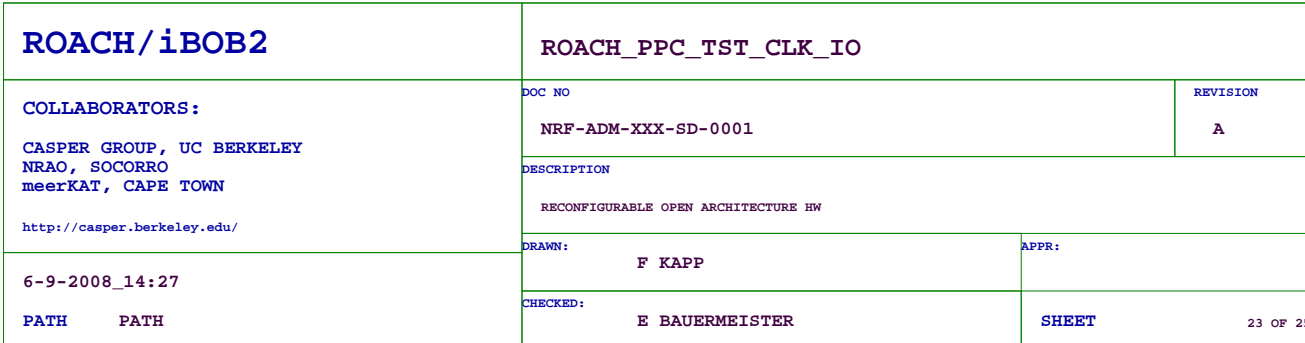 ROACH/iBOB2
ROACH_PPC_TST_CLK_IO
COLLABORATORS:
CASPER GROUP, UC BERKELEY
NRAO, SOCORRO
meerKAT, CAPE TOWN
http://casper.berkeley.edu/
6-9-2008_14:27
PATH PATH
DOC NO
NRF-ADM-XXX-SD-0001
REVISION
A
DESCRIPTION
RECONFIGURABLE OPEN ARCHITECTURE HW
DRAWN:
F KAPP
APPR:
CHECKED:
E BAUERMEISTER
SHEET 23 OF 25